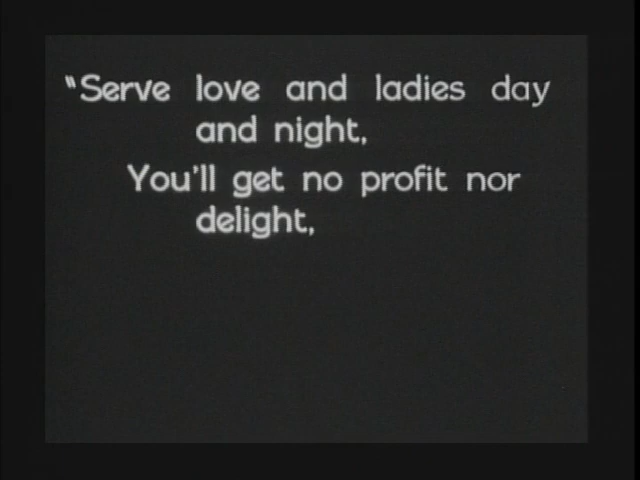 "Serve love and ladies day
and night,
You'll get no profit nor
delight,